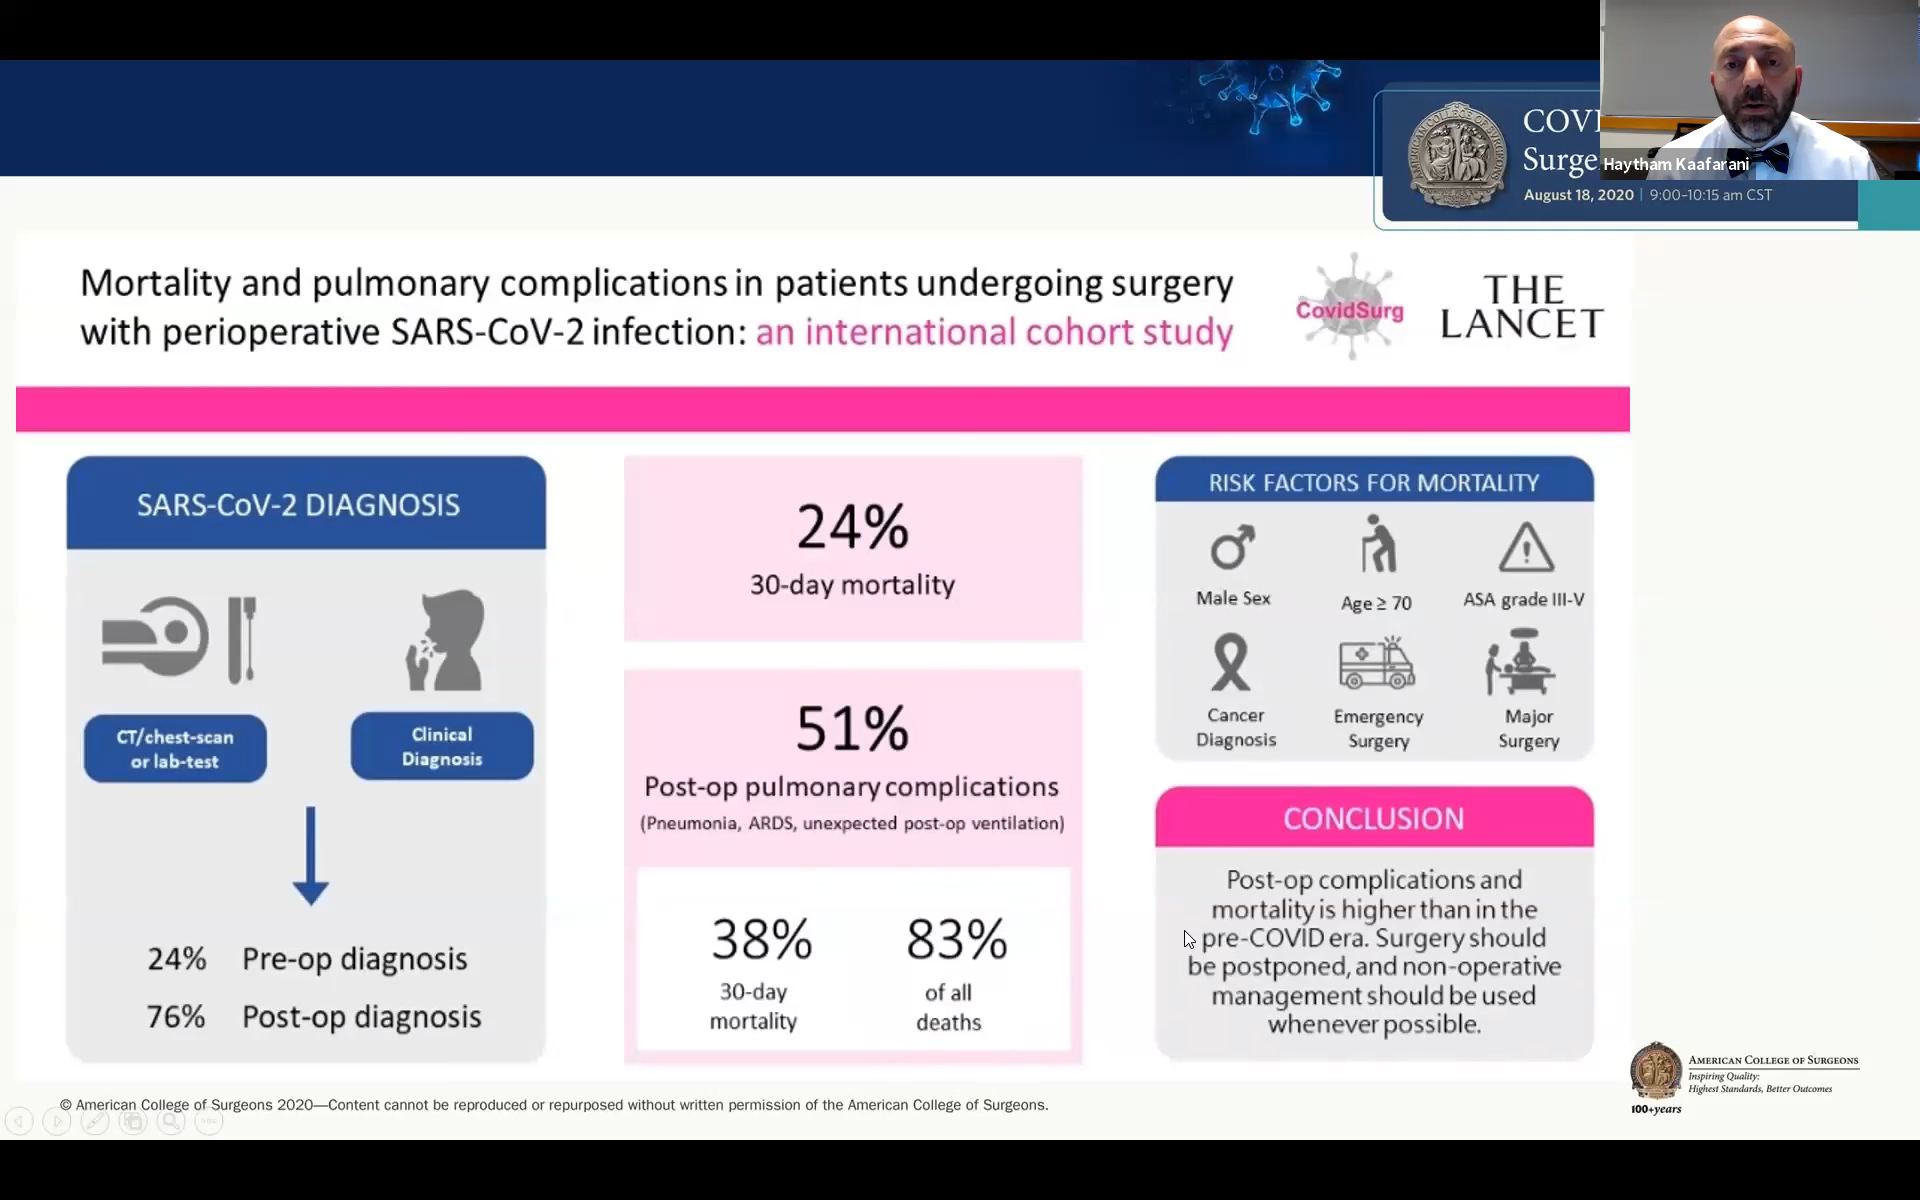 COVI
Surge
August 18, 2020 | 9:00–10:15 am CST
Haytham Kaafarani
AMERICAN COLLEGE OF SURGEONS
Mortality and pulmonary complications in patients undergoing surgery
with perioperative SARS-CoV-2 infection: an international cohort study
CovidSurg
THE
LANCET
SARS-CoV-2 DIAGNOSIS
CT/chest-scan
or lab-test
Clinical
Diagnosis
24% Pre-op diagnosis
76% Post-op diagnosis
24%
30-day mortality
51%
Post-op pulmonary complications
(Pneumonia, ARDS, unexpected post-op ventilation)
38%
30-day
mortality
83%
of all
deaths
RISK FACTORS FOR MORTALITY
Male Sex
Age ≥ 70
ASA grade III-V
Cancer
Diagnosis
Emergency
Surgery
Major
Surgery
CONCLUSION
Post-op complications and
mortality is higher than in the
pre-COVID era. Surgery should
be postponed, and non-operative
management should be used
whenever possible.
© American College of Surgeons 2020—Content cannot be reproduced or repurposed without written permission of the American College of Surgeons.
AMERICAN COLLEGE OF SURGEONS
Inspiring Quality:
Highest Standards, Better Outcomes
100+years